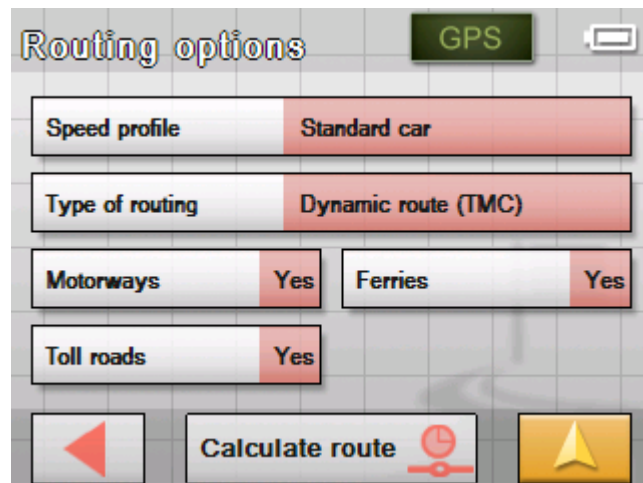 Routing options
GPS
Speed profile Standard car
Type of routing Dynamic route (TMC)
Motorways Yes Ferries Yes
Toll roads Yes
Calculate route